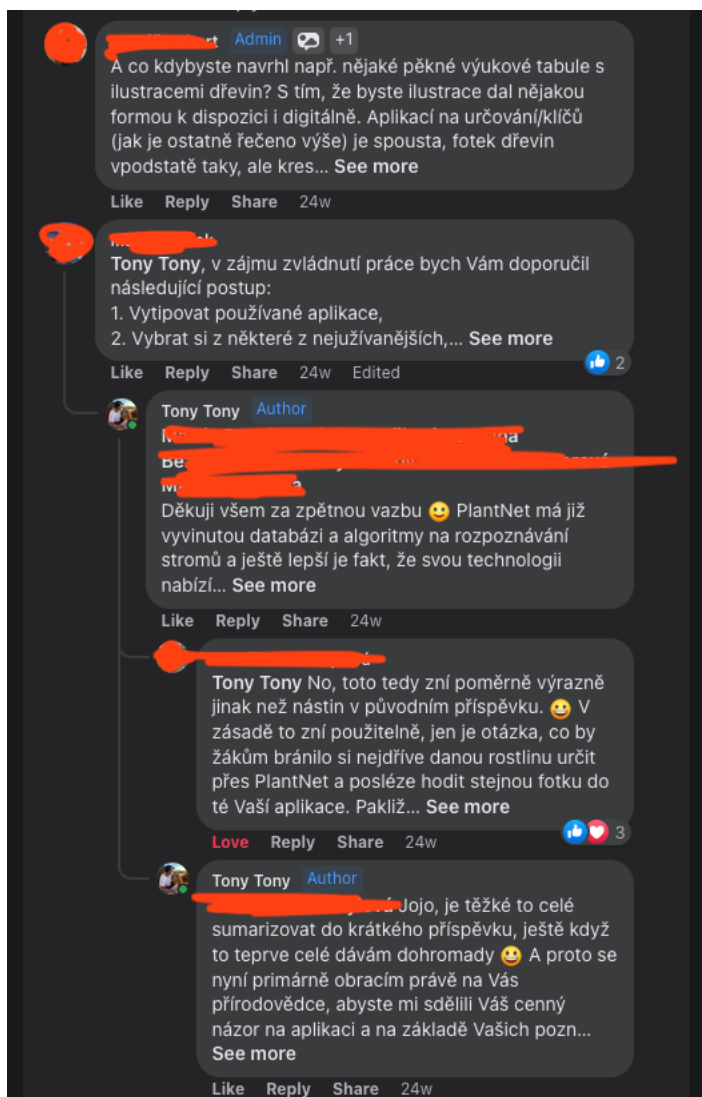 Admin +1
A co kdybyste navrhl např. nějaké pěkné výukové tabule s
ilustracemi dřevin? S tím, že byste ilustrace dal nějakou
formou k dispozici i digitálně. Aplikací na určování/klíčů
(jak je ostatně řečeno výše) je spousta, fotek dřevin
vpodstatě taky, ale kres... See more
Like Reply Share 24w
Tony Tony, v zájmu zvládnutí práce bych Vám doporučil
následující postup:
1. Vytipovat používané aplikace,
2. Vybrat si z některé z nejužívanějších,... See more
2
Like Reply Share 24w Edited
Tony Tony Author
Děkuji všem za zpětnou vazbu 🙂 PlantNet má již
vyvinutou databázi a algoritmy na rozpoznávání
stromů a ještě lepší je fakt, že svou technologii
nabízí... See more
Like Reply Share 24w
Tony Tony No, toto tedy zní poměrně výrazně
jinak než nástin v původním příspěvku. 😀 V
zásadě to zní použitelně, jen je otázka, co by
žákům bránilo si nejdříve danou rostlinu určit
přes PlantNet a posléze hodit stejnou fotku do
té Vaší aplikace. Pakliž... See more
3
Love Reply Share 24w
Tony Tony Author
Jojo, je těžké to celé
sumarizovat do krátkého příspěvku, ještě když
to teprve celé dávám dohromady 😀 A proto se
nyní primárně obracím právě na Vás
přírodovědce, abyste mi sdělili Váš cenný
názor na aplikaci a na základě Vašich pozn...
See more
Like Reply Share 24w